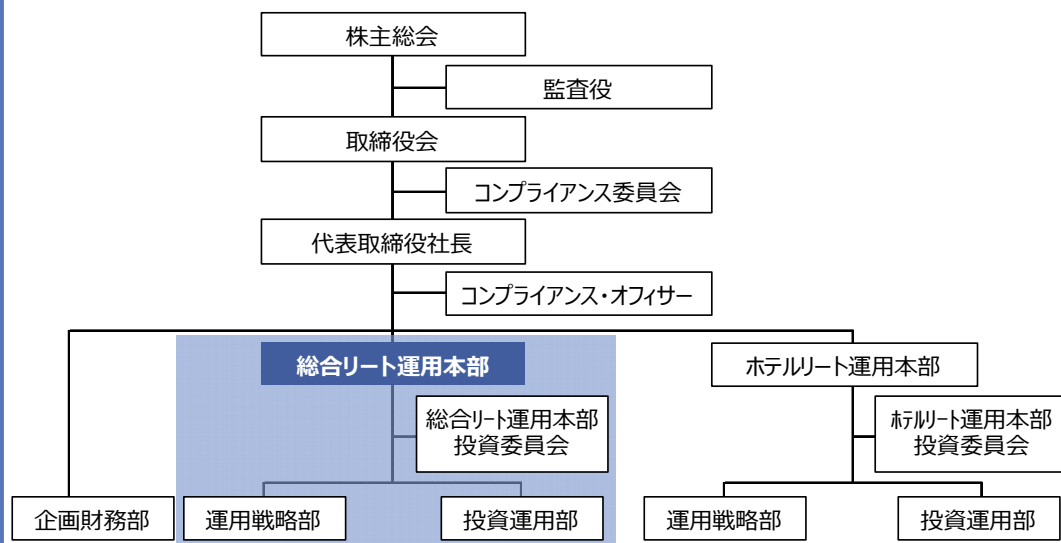 株主総会
監査役
取締役会
コンプライアンス委員会
代表取締役社長
コンプライアンス・オフィサー
総合リート運用本部
ホテルリート運用本部
総合リート運用本部
投資委員会
ホテルリート運用本部
投資委員会
企画財務部
運用戦略部
投資運用部
運用戦略部
投資運用部